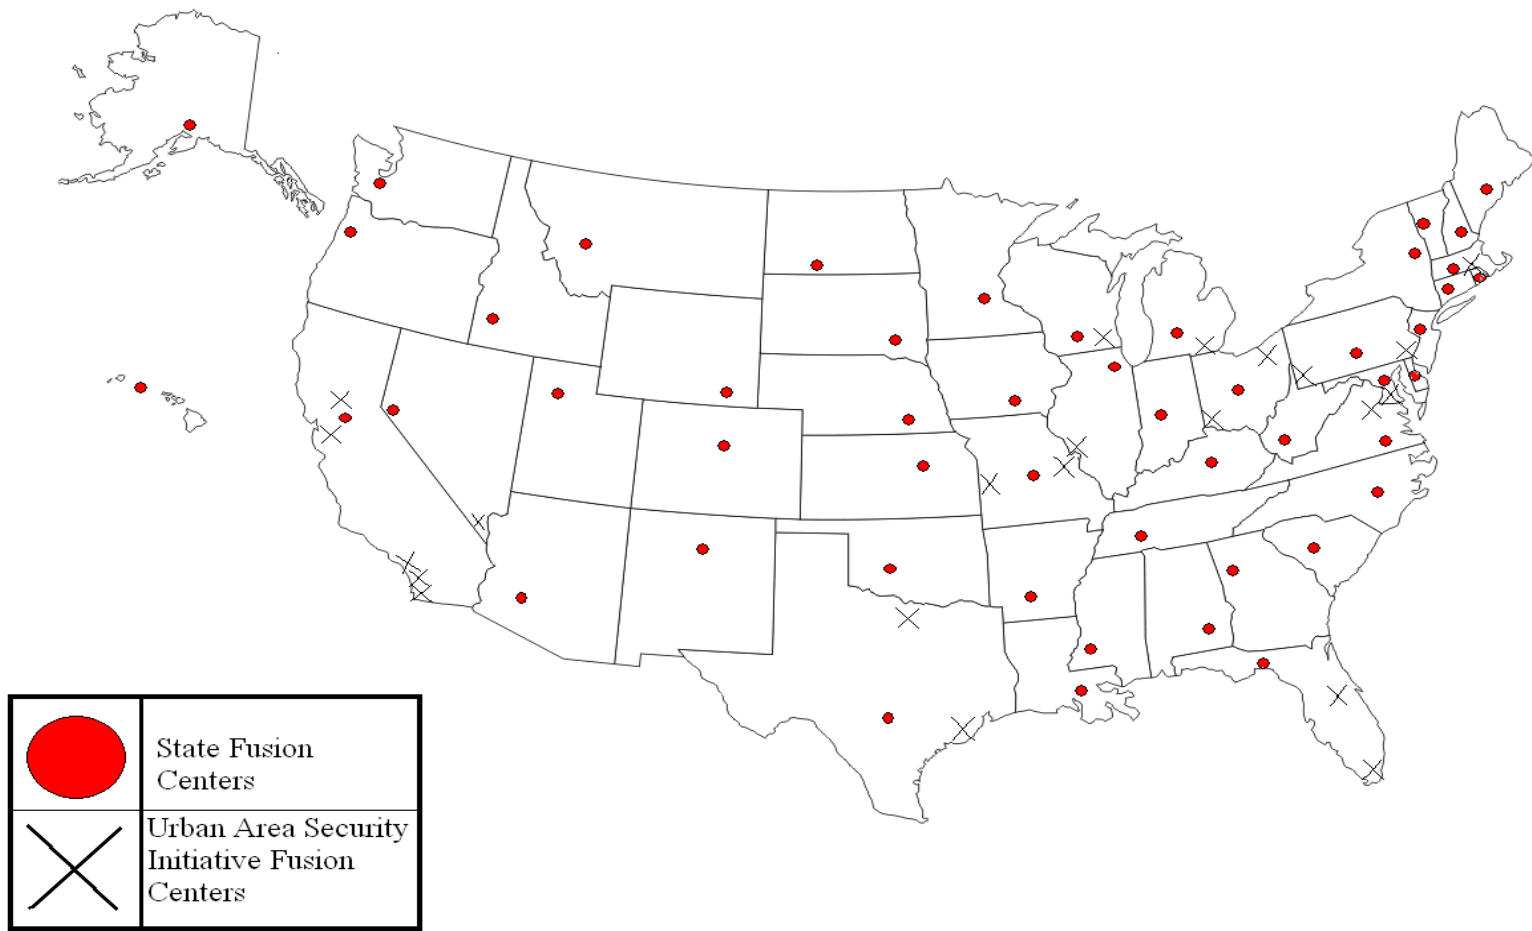 State Fusion
Centers
Urban Area Security
Initiative Fusion
Centers